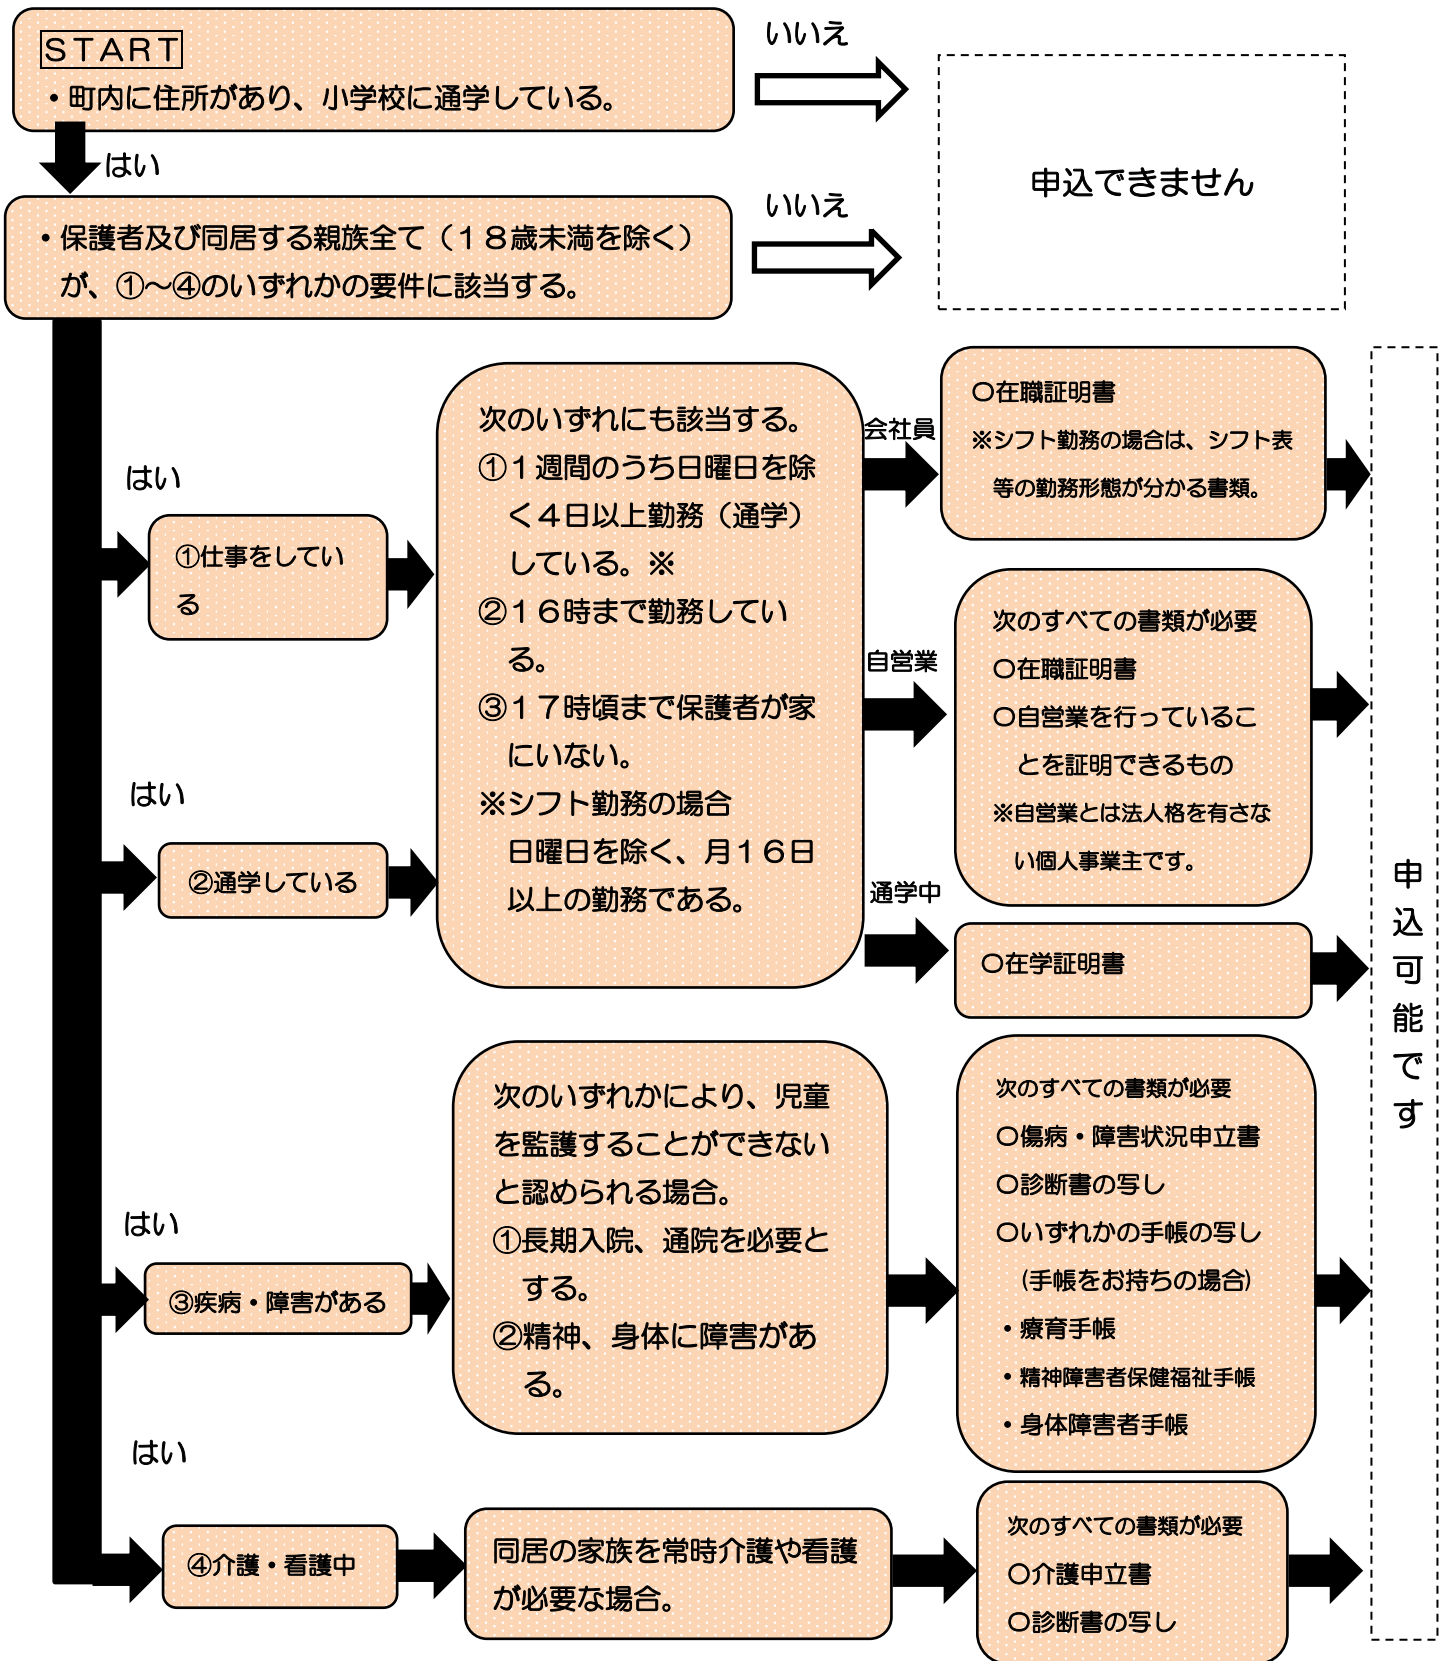 START
・町内に住所があり、小学校に通学している。
いいえ
はい
申込できません
・保護者及び同居する親族全て（１８歳未満を除く）
が、①～④のいずれかの要件に該当する。
いいえ
はい
①仕事をしてい
る
はい
②通学している
次のいずれにも該当する。
①１週間のうち日曜日を除
く４日以上勤務（通学）
している。※
②１６時まで勤務してい
る。
③１７時頃まで保護者が家
にいない。
※シフト勤務の場合
日曜日を除く、月１６日
以上の勤務である。
会社員
〇在職証明書
※シフト勤務の場合は、シフト表
等の勤務形態が分かる書類。
自営業
次のすべての書類が必要
〇在職証明書
〇自営業を行っているこ
とを証明できるもの
※自営業とは法人格を有さな
い個人事業主です。
通学中
〇在学証明書
はい
③疾病・障害がある
次のいずれかにより、児童
を監護することができない
と認められる場合。
①長期入院、通院を必要と
する。
②精神、身体に障害があ
る。
次のすべての書類が必要
〇傷病・障害状況申立書
〇診断書の写し
〇いずれかの手帳の写し
（手帳をお持ちの場合）
・療育手帳
・精神障害者保健福祉手帳
・身体障害者手帳
はい
④介護・看護中
同居の家族を常時介護や看護
が必要な場合。
次のすべての書類が必要
〇介護申立書
〇診断書の写し
申込可能です